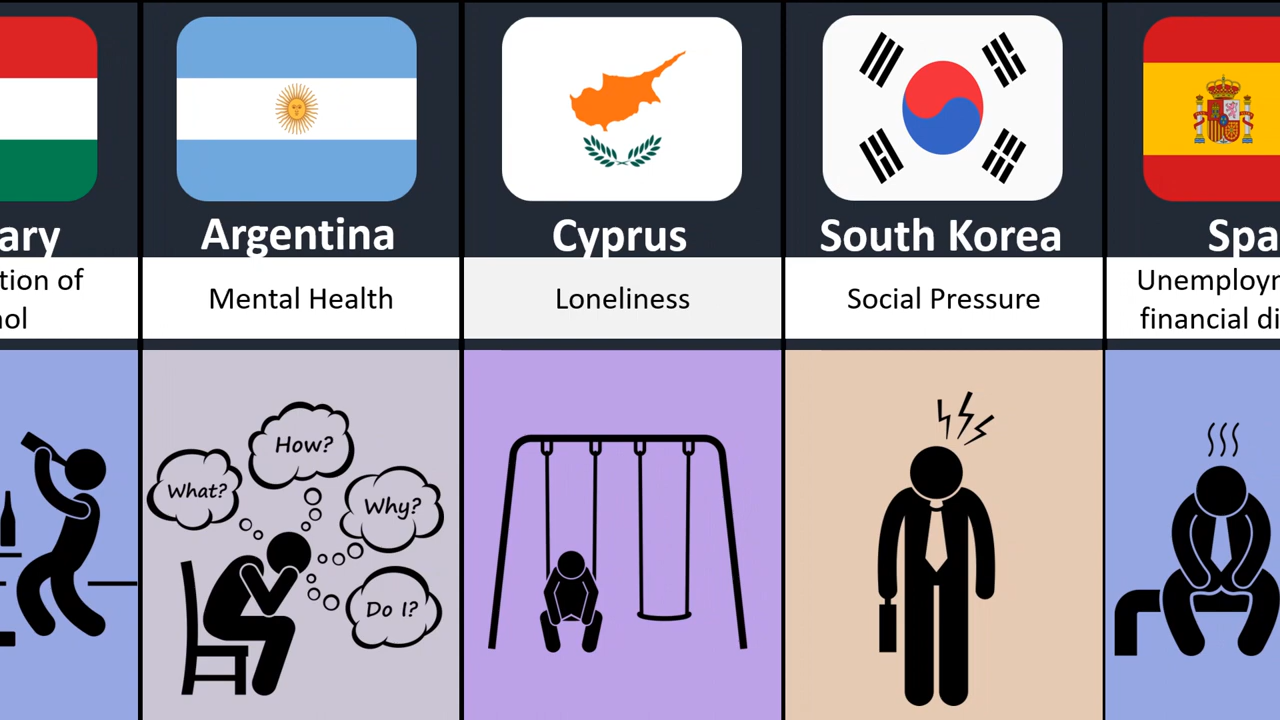 ary
Argentina
Cyprus
South Korea
Spa
tion of
ol
Mental Health
Loneliness
Social Pressure
Unemploy
financial di
How?
What?
Why?
Do I?